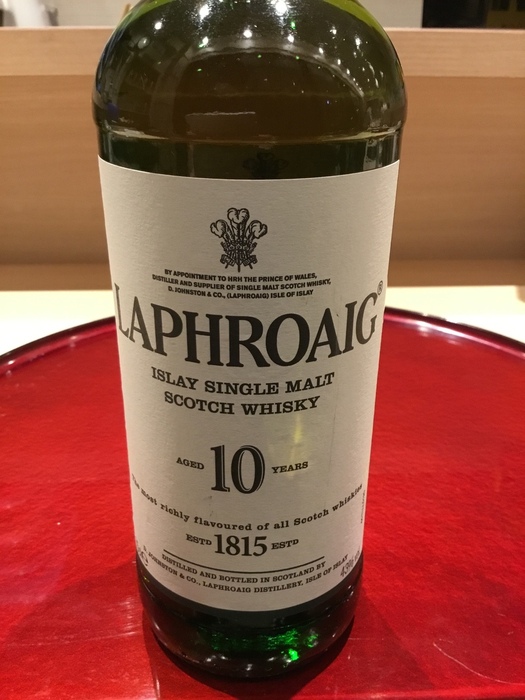 BY APPOINTMENT TO HRH THE PRINCE OF WALES,
DISTILLER AND SUPPLIER OF SINGLE MALT SCOTCH WHISKY,
D. JOHNSTON & CO., (LAPHROAIG) ISLE OF ISLAY
LAPHROAIG®
ISLAY SINGLE MALT
SCOTCH WHISKY
AGED 10 YEARS
The most richly flavoured of all Scotch whiskies
ESTD 1815 ESTD
DISTILLED AND BOTTLED IN SCOTLAND BY
JOHNSTON & CO., LAPHROAIG DISTILLERY, ISLE OF ISLAY